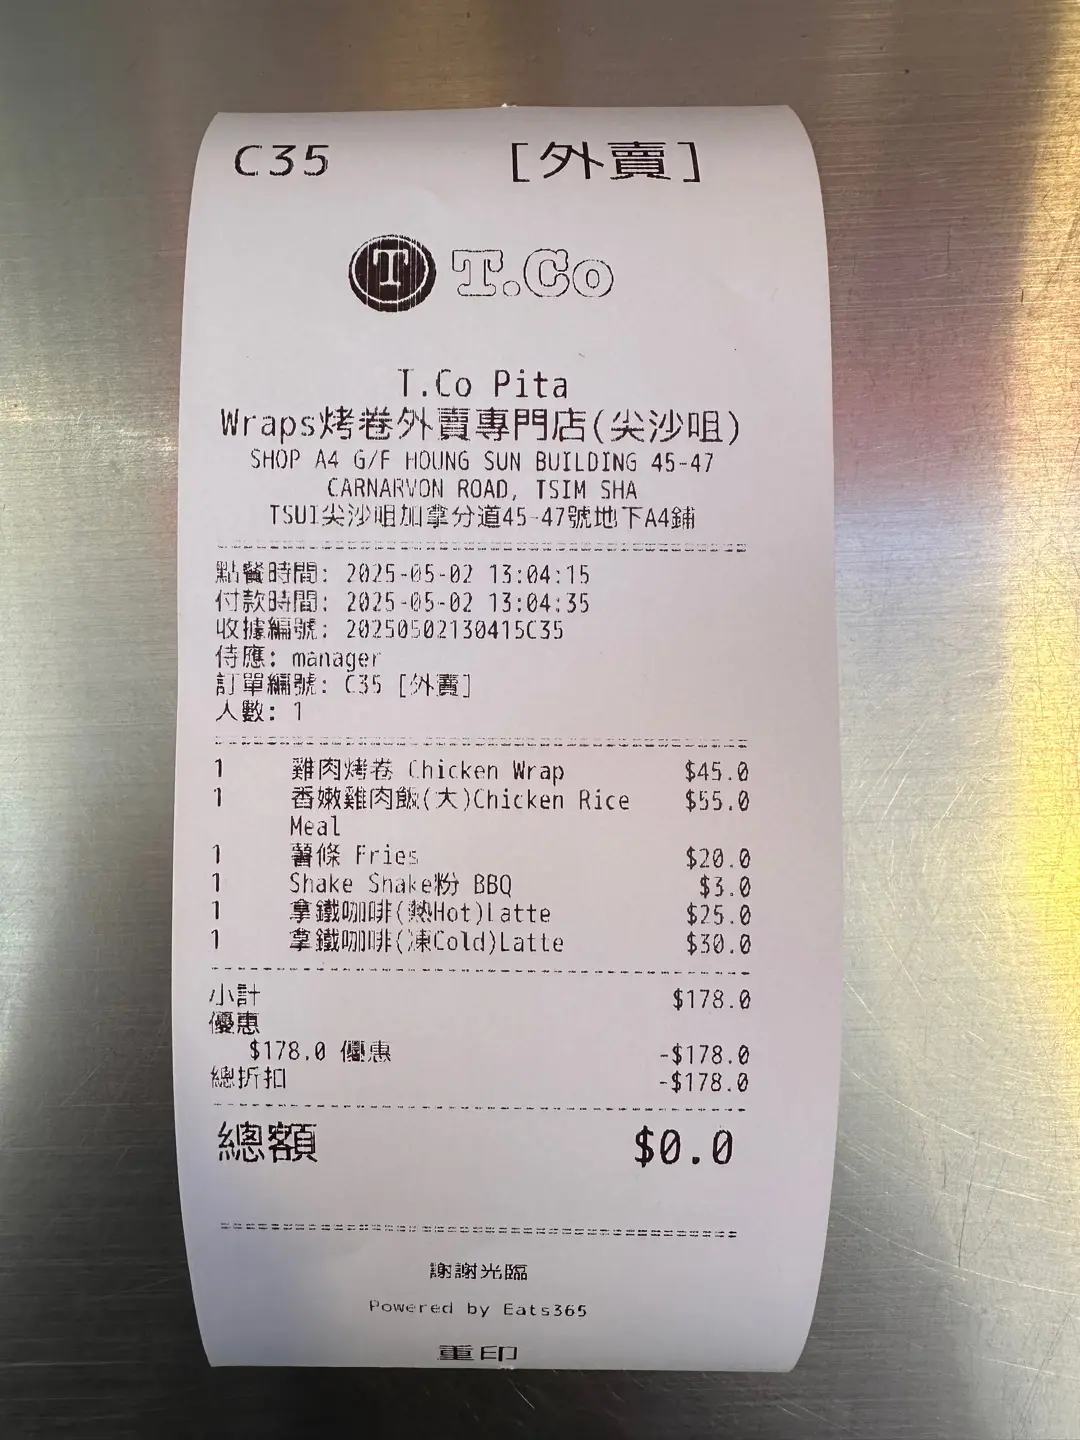 C35 [外賣]
T T.Co
T.Co Pita
Wraps烤卷外賣專門店(尖沙咀)
SHOP A4 G/F HOUNG SUN BUILDING 45-47
CARNARVON ROAD, TSIM SHA
TSUI尖沙咀加拿分道45-47號地下A4鋪
點餐時間: 2025-05-02 13:04:15
付款時間: 2025-05-02 13:04:35
收據編號: 20250502130415C35
侍應: manager
訂單編號: C35 [外賣]
人數: 1
1 雞肉烤卷 Chicken Wrap $45.0
1 香嫩雞肉飯(大)Chicken Rice $55.0
Meal
1 薯條 Fries $20.0
1 Shake Shake粉 BBQ $3.0
1 拿鐵咖啡(熱Hot)Latte $25.0
1 拿鐵咖啡(凍Cold)Latte $30.0
小計 $178.0
優惠
$178.0 優惠 -$178.0
總折扣 -$178.0
總額 $0.0
謝謝光臨
Powered by Eats365
重印